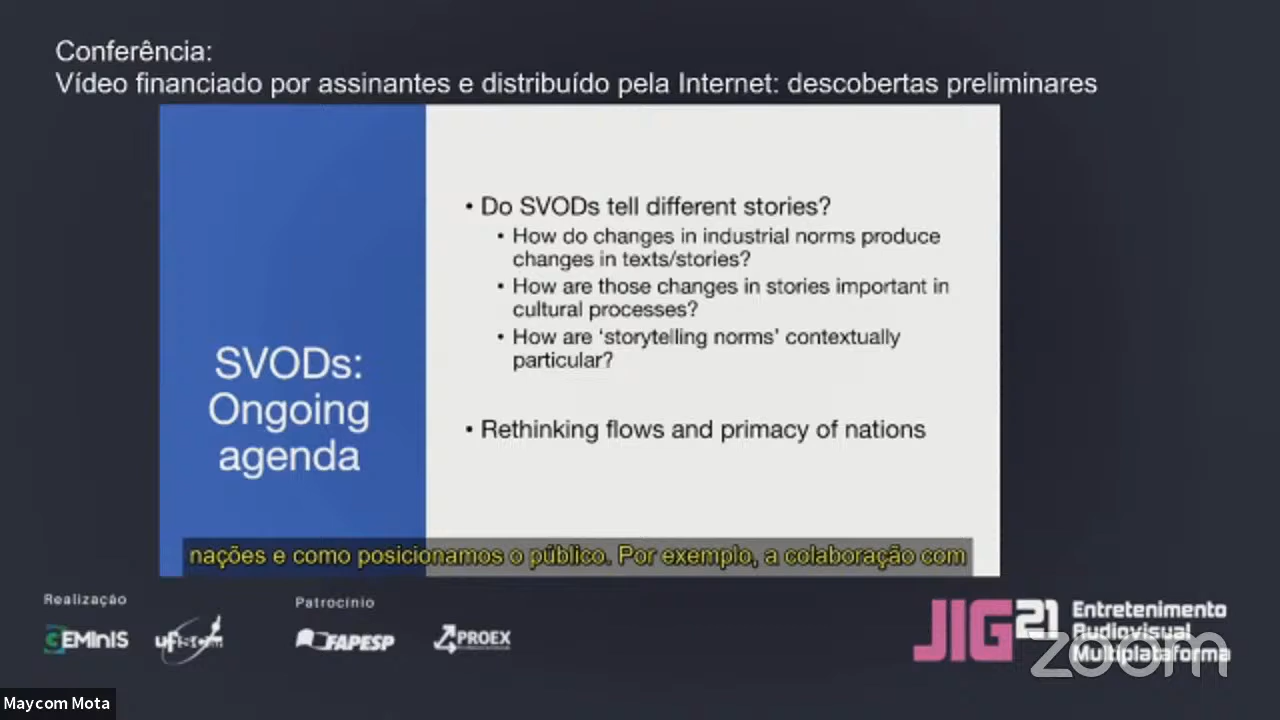 Conferência:
Vídeo financiado por assinantes e distribuído pela Internet: descobertas preliminares
SVODs:
Ongoing
agenda
• Do SVODs tell different stories?
• How do changes in industrial norms produce
changes in texts/stories?
• How are those changes in stories important in
cultural processes?
• How are ‘storytelling norms’ contextually
particular?
• Rethinking flows and primacy of nations
nações e como posicionamos o público. Por exemplo, a colaboração com
Realização
GEMInIS
Patrocínio
FAPESP
PROEX
JIG21
Entretenimento
Audiovisual
Multiplataforma
zoom
Maycom Mota